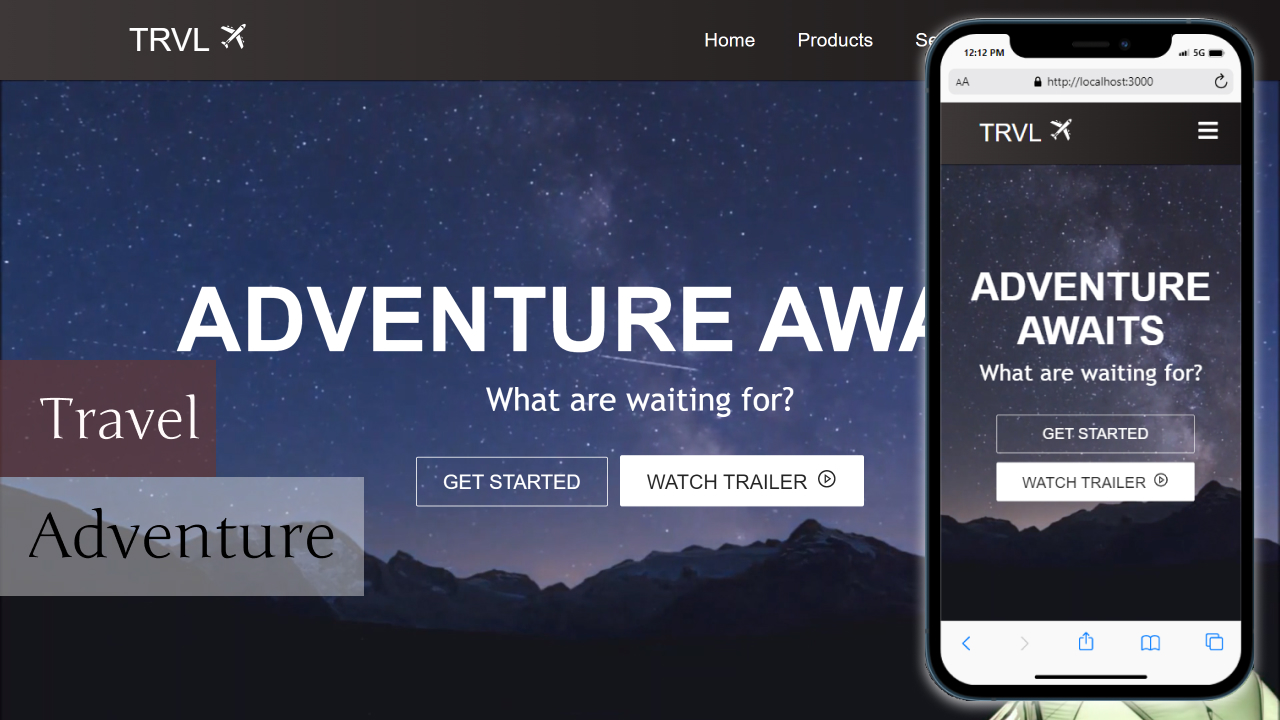 TRVL
Home Products Se
ADVENTURE AWA
What are waiting for?
GET STARTED WATCH TRAILER
Travel
Adventure
12:12 PM 5G
AA http://localhost:3000
TRVL
ADVENTURE
AWAITS
What are waiting for?
GET STARTED
WATCH TRAILER